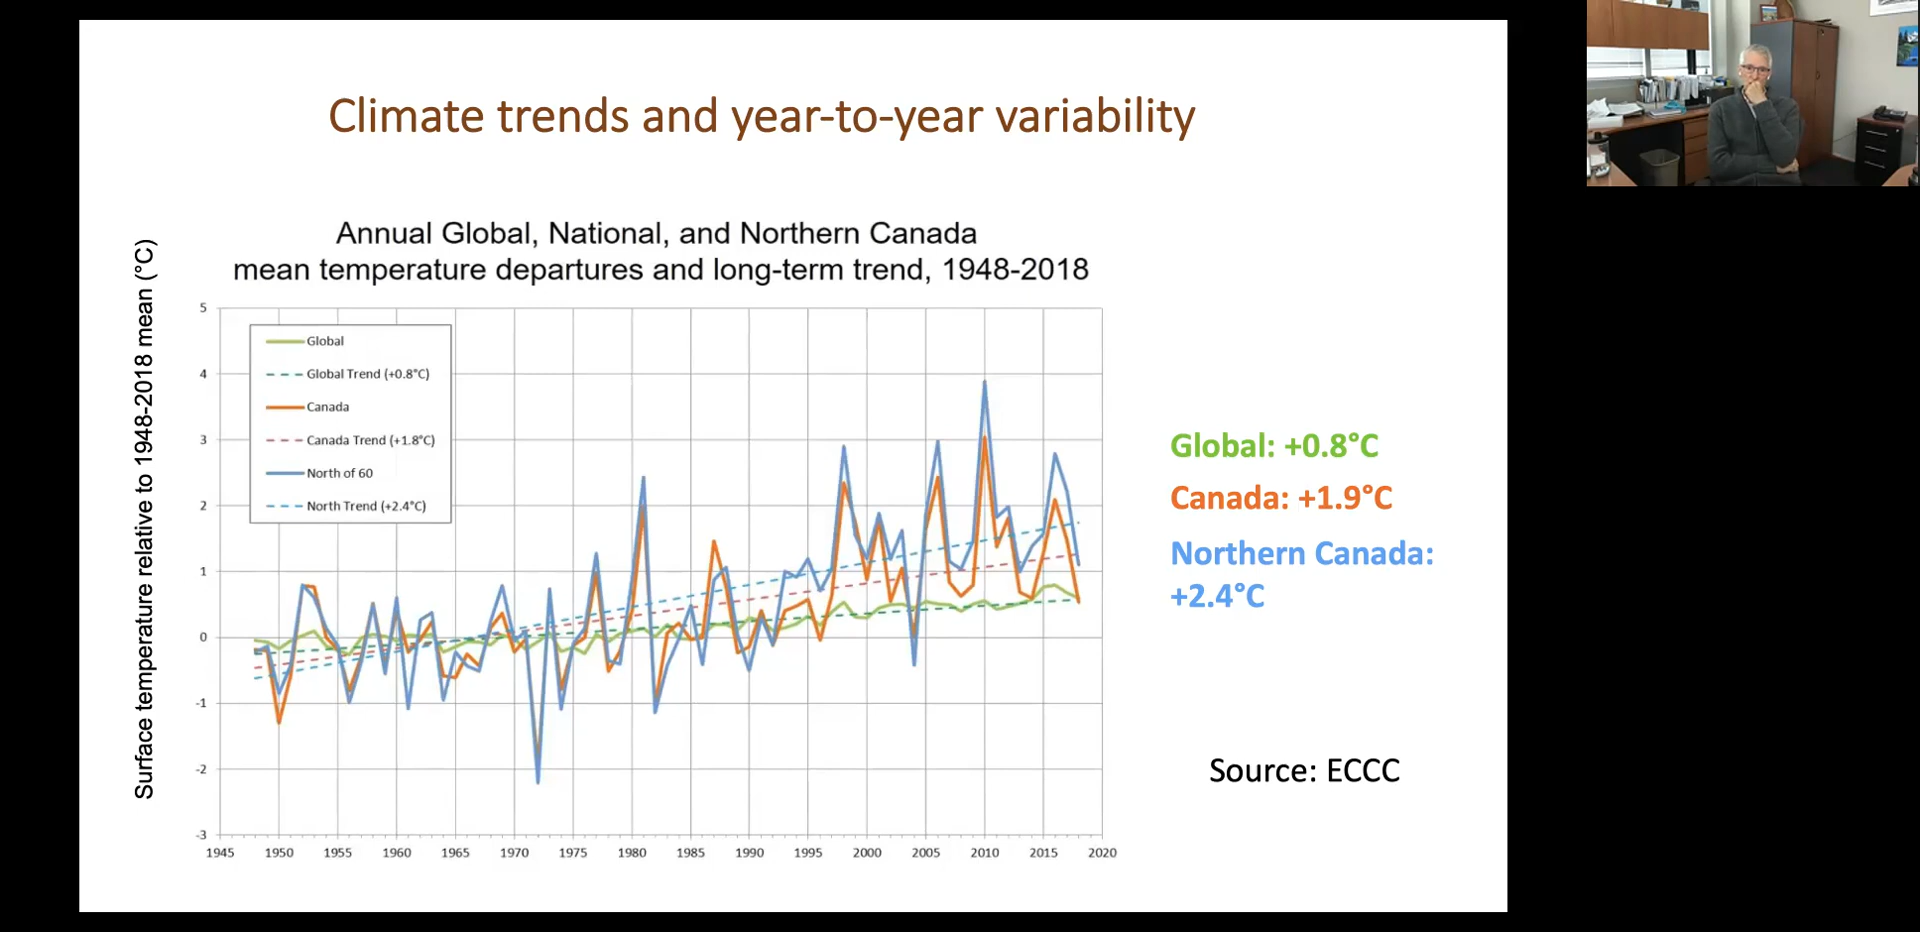 Climate trends and year-to-year variability
Annual Global, National, and Northern Canada
mean temperature departures and long-term trend, 1948-2018
Surface temperature relative to 1948-2018 mean (°C)
5
4
3
2
1
0
-1
-2
-3
Global
Global Trend (+0.8°C)
Canada
Canada Trend (+1.8°C)
North of 60
North Trend (+2.4°C)
1945 1950 1955 1960 1965 1970 1975 1980 1985 1990 1995 2000 2005 2010 2015 2020
Global: +0.8°C
Canada: +1.9°C
Northern Canada:
+2.4°C
Source: ECCC